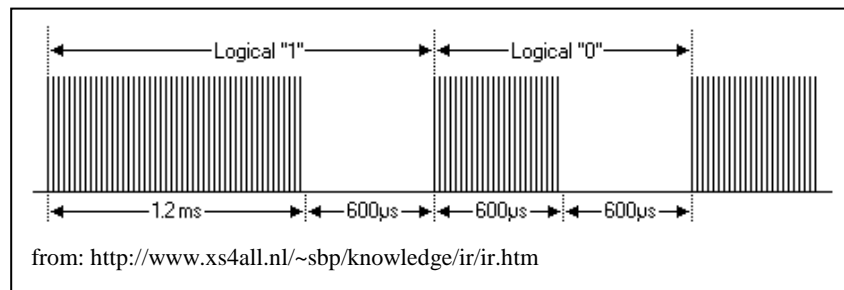 Logical "1" Logical "0"
1.2 ms 600µs 600µs 600µs
from: http://www.xs4all.nl/~sbp/knowledge/ir/ir.htm